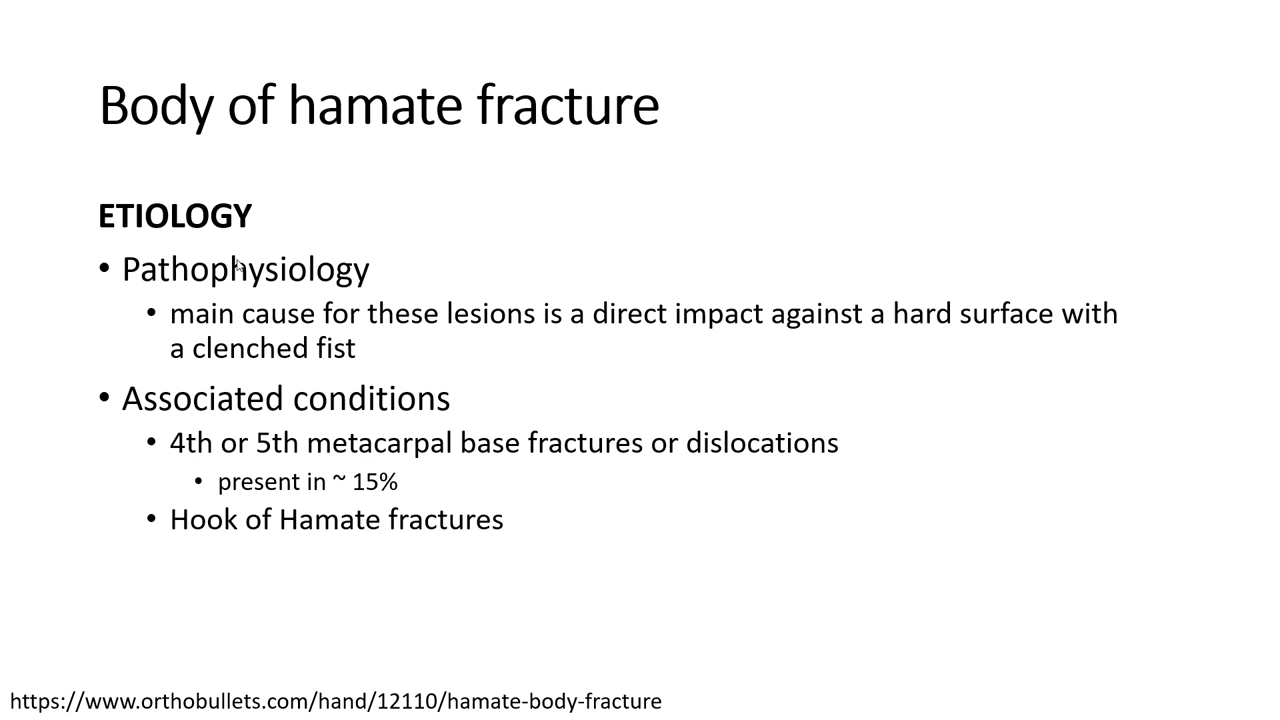 Body of hamate fracture
ETIOLOGY
• Pathophysiology
• main cause for these lesions is a direct impact against a hard surface with
a clenched fist
• Associated conditions
• 4th or 5th metacarpal base fractures or dislocations
• present in ~ 15%
• Hook of Hamate fractures
https://www.orthobullets.com/hand/12110/hamate-body-fracture